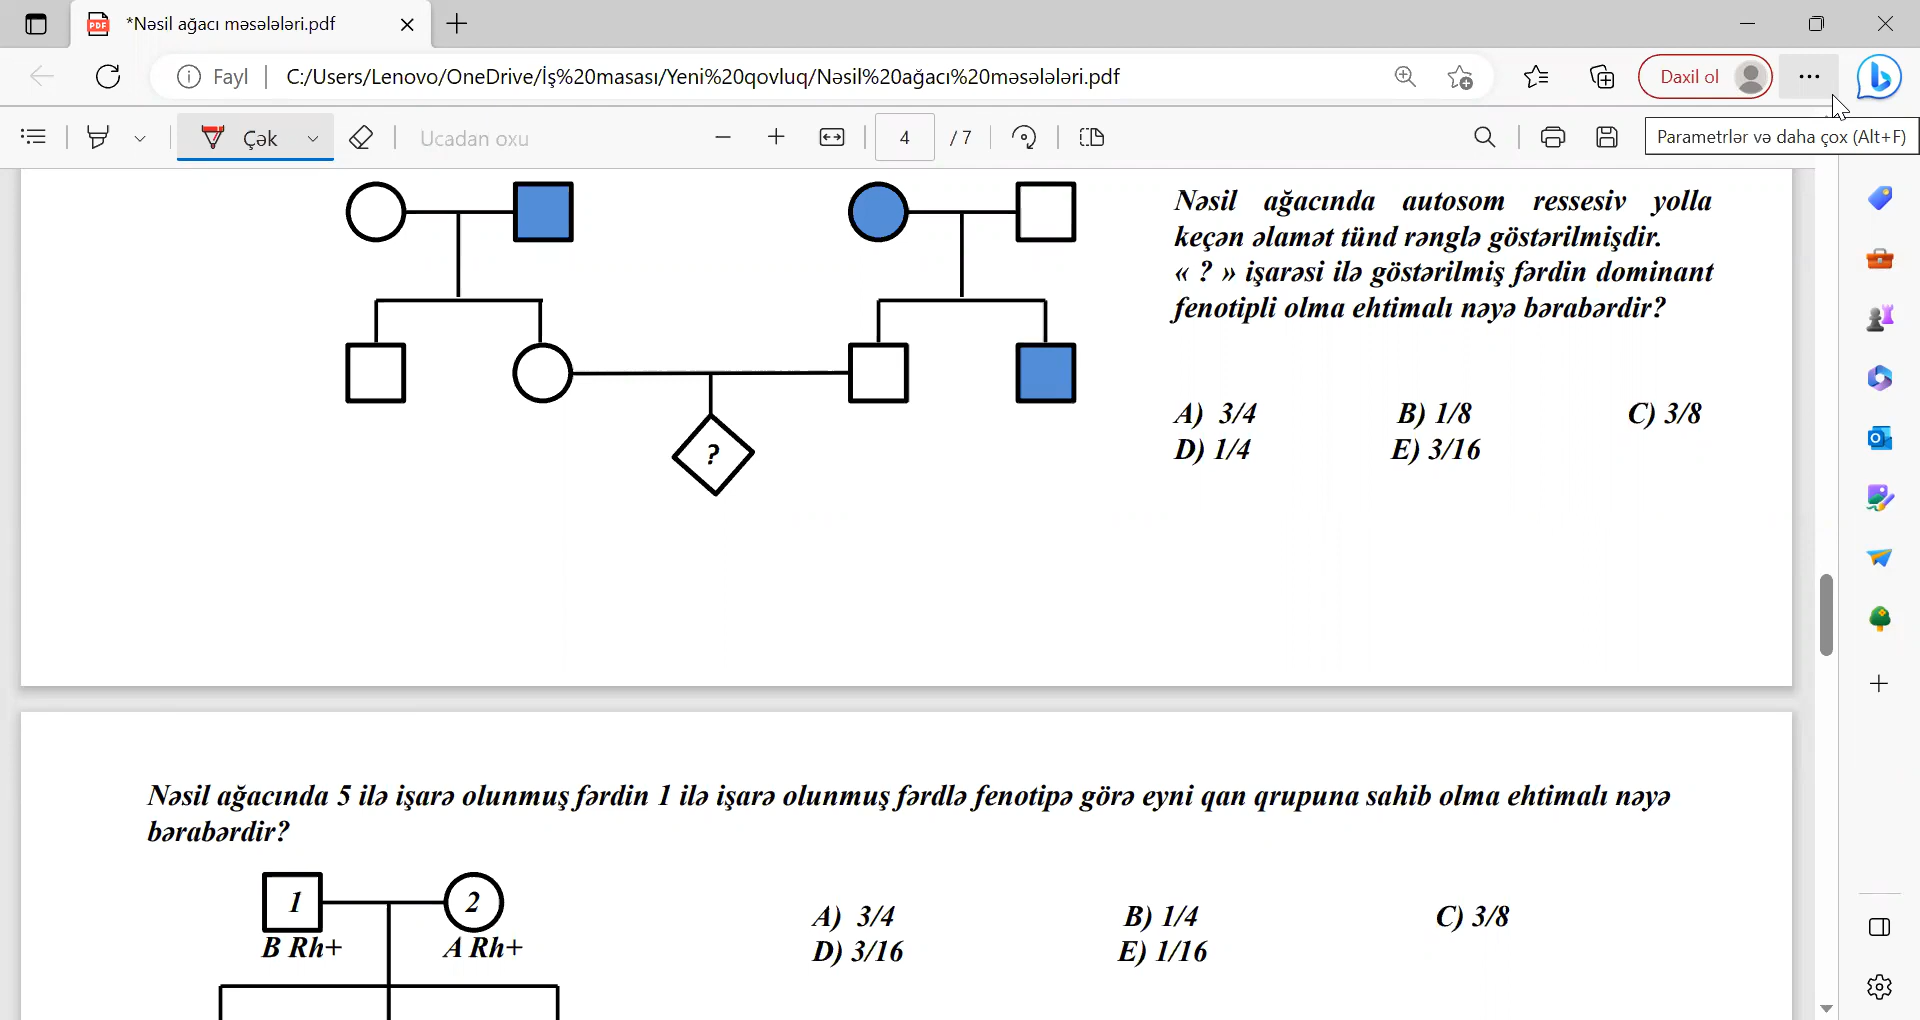 *Nəsil ağacı məsələləri.pdf
Fayl
C:/Users/Lenovo/OneDrive/İş%20masası/Yeni%20qovluq/Nəsil%20ağacı%20məsələləri.pdf
Daxil ol
Çək
Ucadan oxu
4 / 7
Parametrlər və daha çox (Alt+F)
Nəsil ağacında autosom ressesiv yolla
keçən əlamət tünd rənglə göstərilmişdir.
« ? » işarəsi ilə göstərilmiş fərdin dominant
fenotipli olma ehtimalı nəyə bərabərdir?
A) 3/4 B) 1/8 C) 3/8
D) 1/4 E) 3/16
?
Nəsil ağacında 5 ilə işarə olunmuş fərdin 1 ilə işarə olunmuş fərdlə fenotipə görə eyni qan qrupuna sahib olma ehtimalı nəyə
bərabərdir?
1 2
B Rh+ A Rh+
A) 3/4 B) 1/4 C) 3/8
D) 3/16 E) 1/16